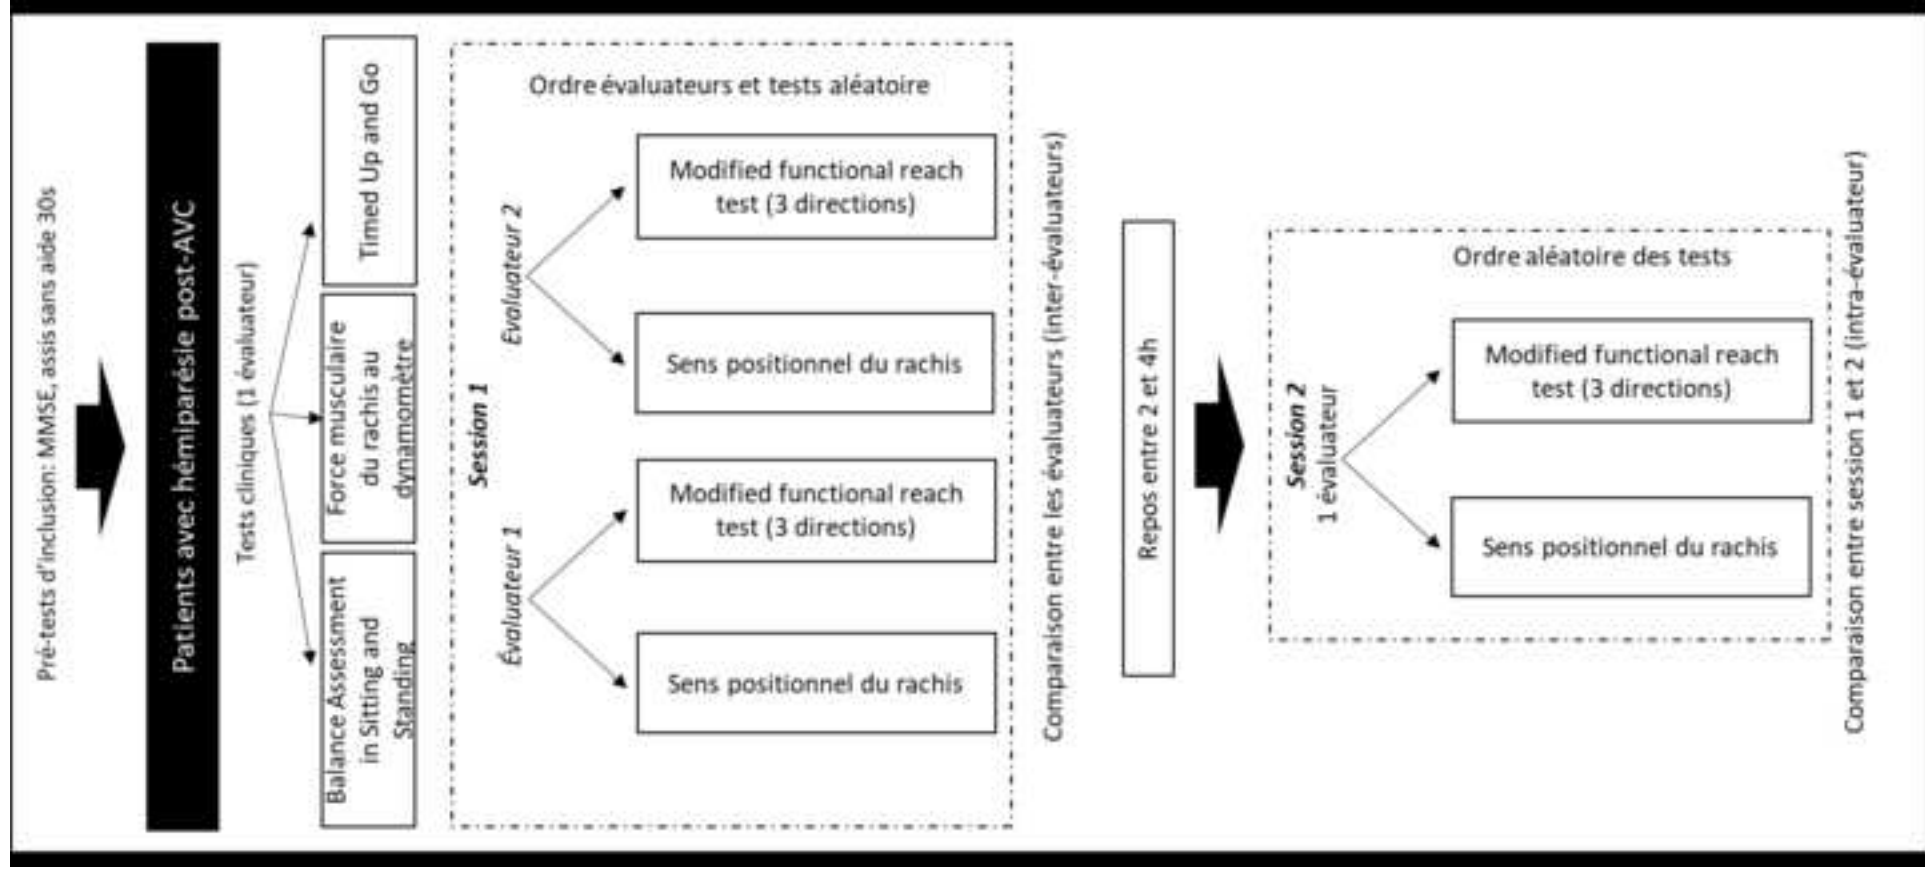 Pré-tests d'inclusion: MMSE, assis sans aide 30s
Patients avec hémiparésie post-AVC
Tests cliniques (1 évaluateur)
Balance Assessment
in Sitting and
Standing
Force musculaire
du rachis au
dynamomètre
Timed Up and Go
Session 1
Ordre évaluateurs et tests aléatoire
Évaluateur 1
Sens positionnel du rachis
Modified functional reach
test (3 directions)
Evaluateur 2
Sens positionnel du rachis
Modified functional reach
test (3 directions)
Comparaison entre les évaluateurs (inter-évaluateurs)
Repos entre 2 et 4h
Session 2
1 évaluateur
Ordre aléatoire des tests
Sens positionnel du rachis
Modified functional reach
test (3 directions)
Comparaison entre session 1 et 2 (intra-évaluateur)